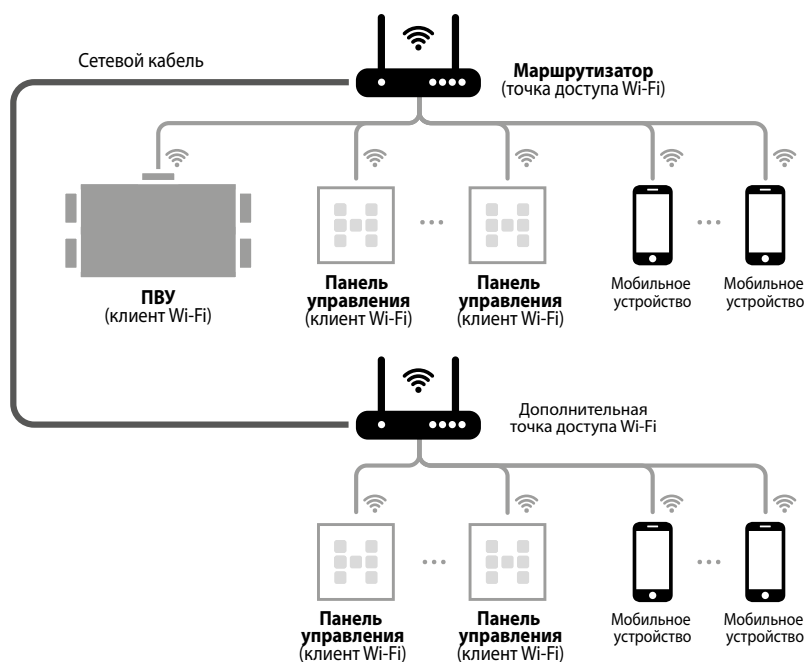 Сетевой кабель
Маршрутизатор
(точка доступа Wi-Fi)
ПВУ
(клиент Wi-Fi)
Панель
управления
(клиент Wi-Fi)
Панель
управления
(клиент Wi-Fi)
Мобильное
устройство
Мобильное
устройство
Дополнительная
точка доступа Wi-Fi
Панель
управления
(клиент Wi-Fi)
Панель
управления
(клиент Wi-Fi)
Мобильное
устройство
Мобильное
устройство